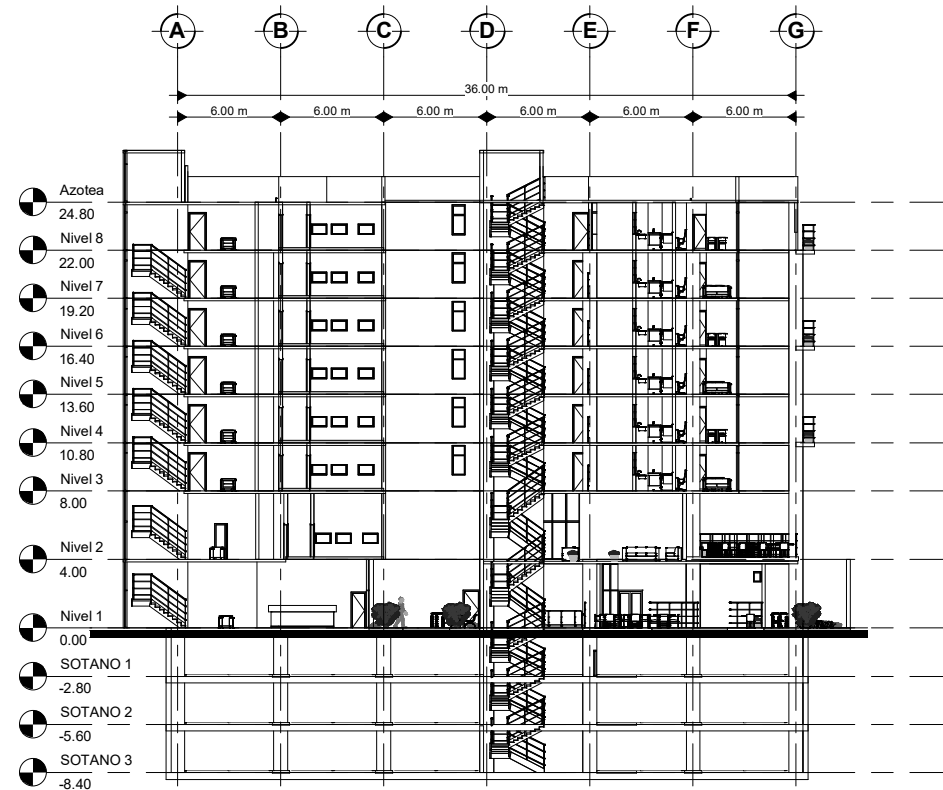 A B C D E F G
36.00 m
6.00 m 6.00 m 6.00 m 6.00 m 6.00 m 6.00 m
Azotea
24.80
Nivel 8
22.00
Nivel 7
19.20
Nivel 6
16.40
Nivel 5
13.60
Nivel 4
10.80
Nivel 3
8.00
Nivel 2
4.00
Nivel 1
0.00
SOTANO 1
-2.80
SOTANO 2
-5.60
SOTANO 3
-8.40